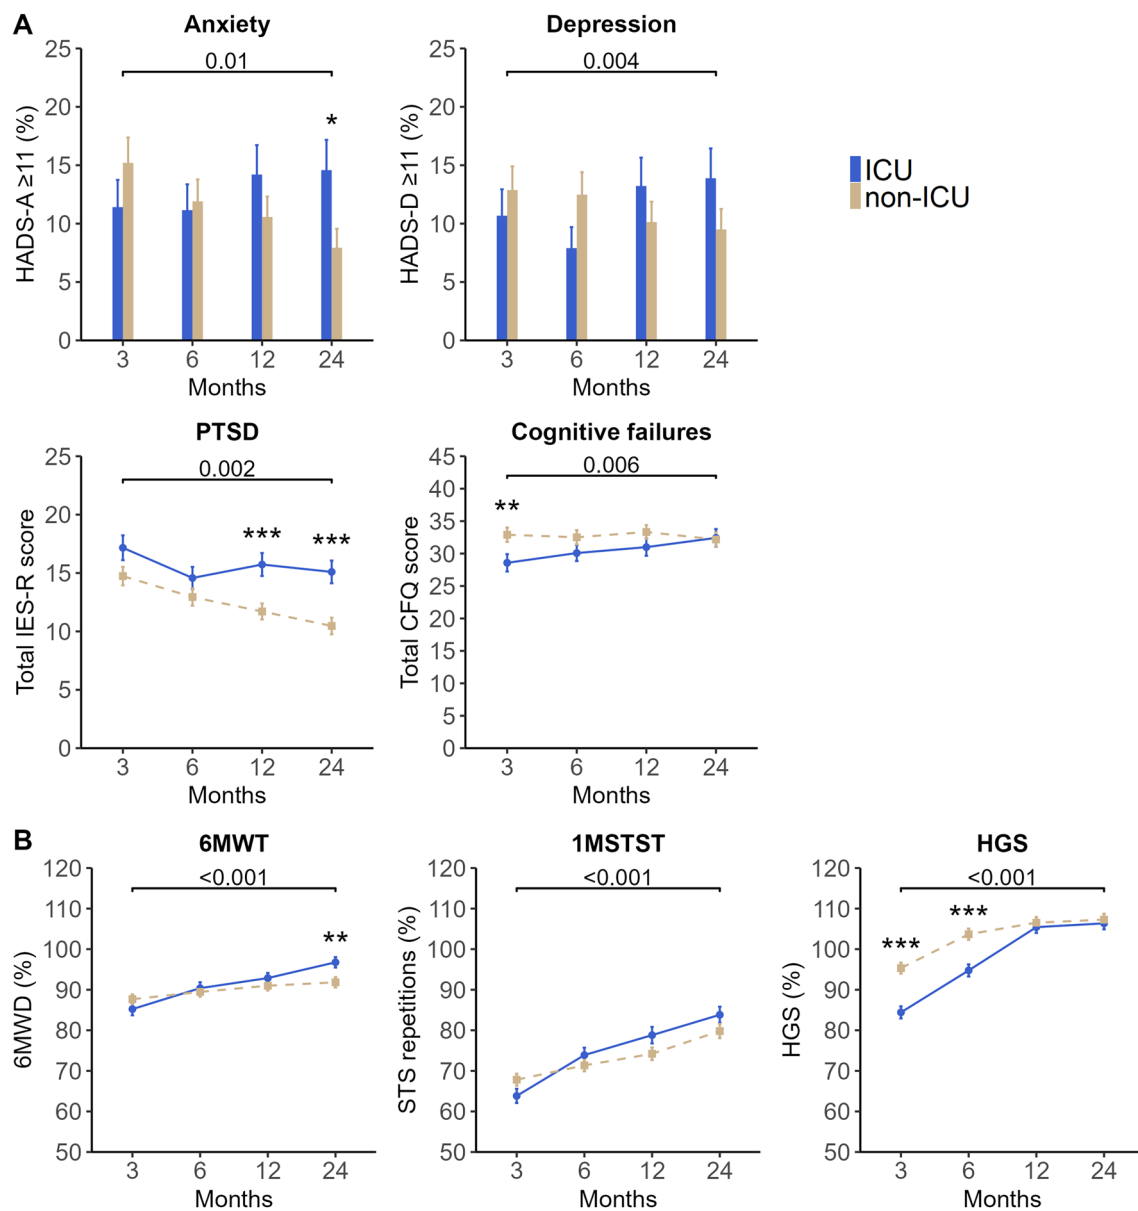 A
Anxiety
HADS-A ≥11 (%)
25
20
15
10
5
0
0.01
*
3 6 12 24
Months
Depression
HADS-D ≥11 (%)
25
20
15
10
5
0
0.004
3 6 12 24
Months
ICU
non-ICU
PTSD
Total IES-R score
25
20
15
10
5
0
0.002
*** ***
3 6 12 24
Months
Cognitive failures
Total CFQ score
45
40
35
30
25
20
15
10
5
0
0.006
**
3 6 12 24
Months
B
6MWT
6MWD (%)
120
110
100
90
80
70
60
50
<0.001
**
3 6 12 24
Months
1MSTST
STS repetitions (%)
120
110
100
90
80
70
60
50
<0.001
3 6 12 24
Months
HGS
HGS (%)
120
110
100
90
80
70
60
50
<0.001
*** ***
3 6 12 24
Months